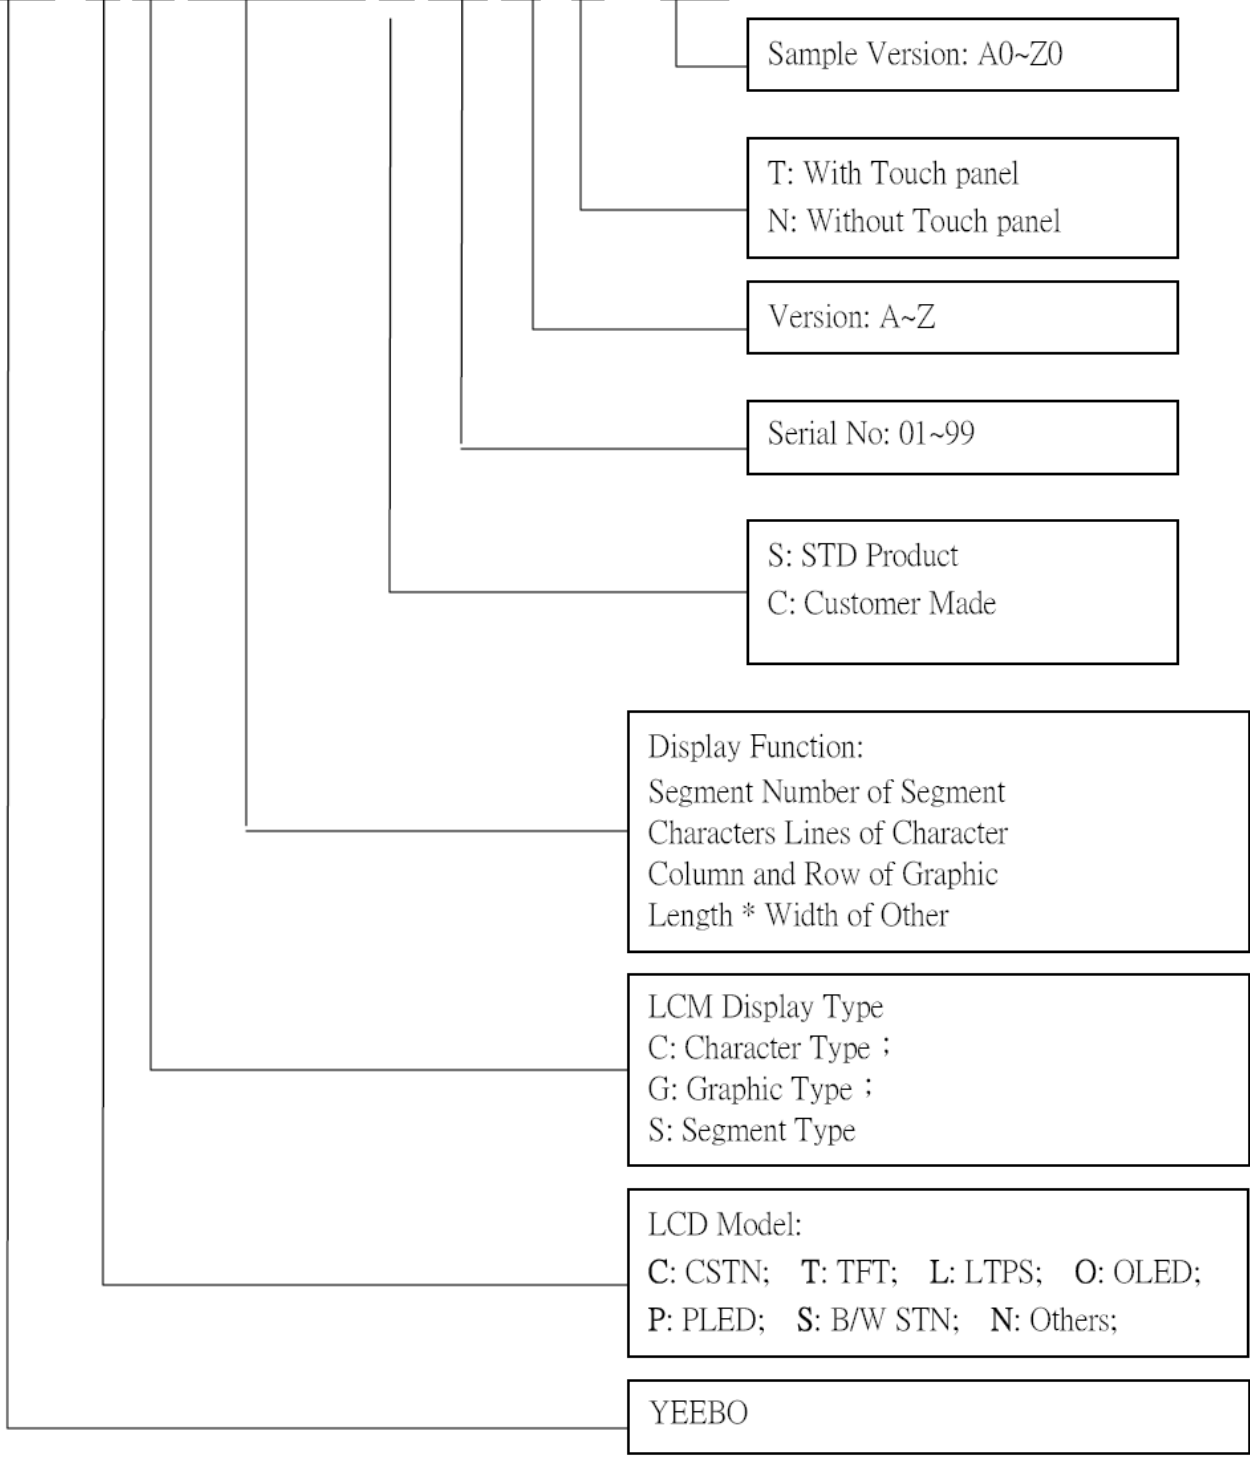 Sample Version: A0~Z0
T: With Touch panel
N: Without Touch panel
Version: A~Z
Serial No: 01~99
S: STD Product
C: Customer Made
Display Function:
Segment Number of Segment
Characters Lines of Character
Column and Row of Graphic
Length * Width of Other
LCM Display Type
C: Character Type；
G: Graphic Type；
S: Segment Type
LCD Model:
C: CSTN; T: TFT; L: LTPS; O: OLED;
P: PLED; S: B/W STN; N: Others;
YEEBO